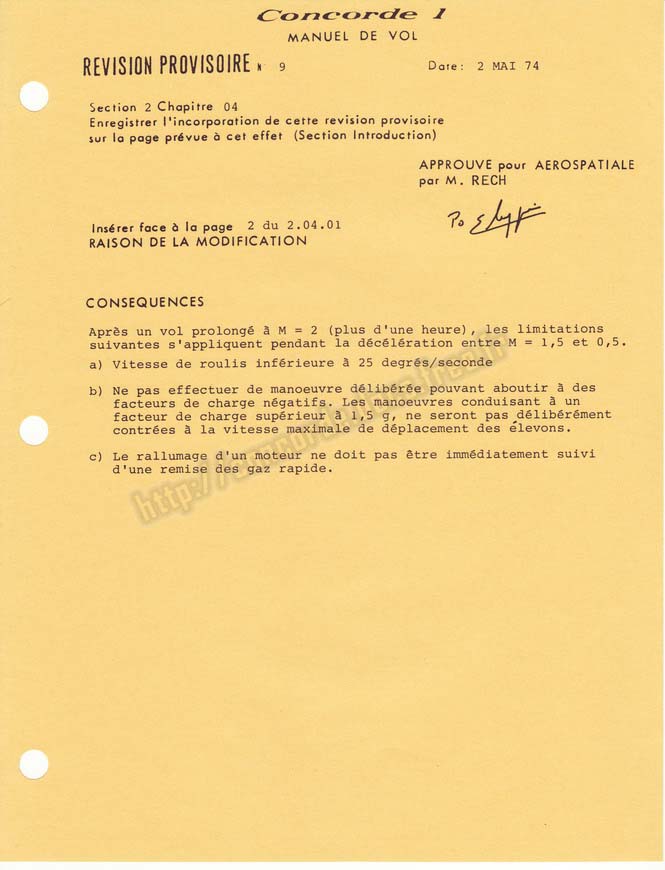 Concorde 1
MANUEL DE VOL
REVISION PROVISOIRE N 9 Date: 2 MAI 74
Section 2 Chapitre 04
Enregistrer l'incorporation de cette revision provisoire
sur la page prévue à cet effet (Section Introduction)
APPROUVE pour AEROSPATIALE
par M. RECH
Po
Insérer face à la page 2 du 2.04.01
RAISON DE LA MODIFICATION
CONSEQUENCES
Après un vol prolongé à M = 2 (plus d'une heure), les limitations
suivantes s'appliquent pendant la décélération entre M = 1,5 et 0,5.
a) Vitesse de roulis inférieure à 25 degrés/seconde
b) Ne pas effectuer de manoeuvre délibérée pouvant aboutir à des
facteurs de charge négatifs. Les manoeuvres conduisant à un
facteur de charge supérieur à 1,5 g, ne seront pas délibérément
contrées à la vitesse maximale de déplacement des élevons.
c) Le rallumage d'un moteur ne doit pas être immédiatement suivi
d'une remise des gaz rapide.